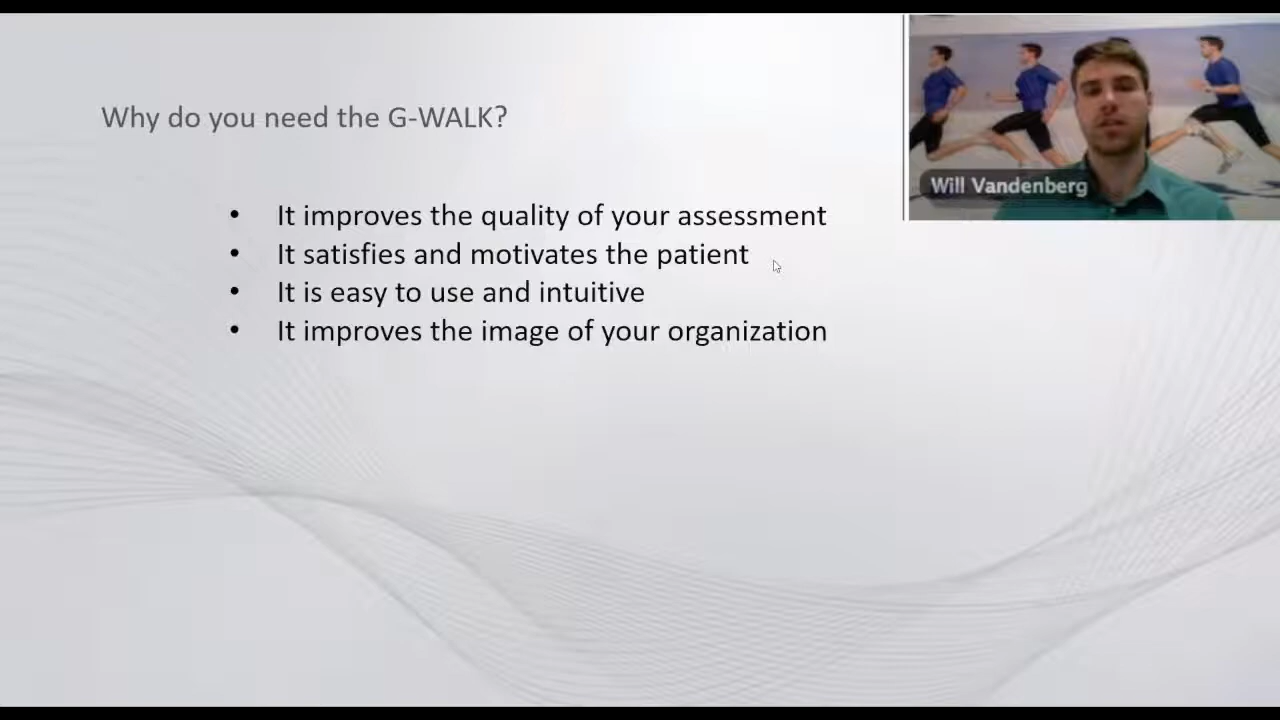 Why do you need the G-WALK?
Will Vandenberg
• It improves the quality of your assessment
• It satisfies and motivates the patient
• It is easy to use and intuitive
• It improves the image of your organization